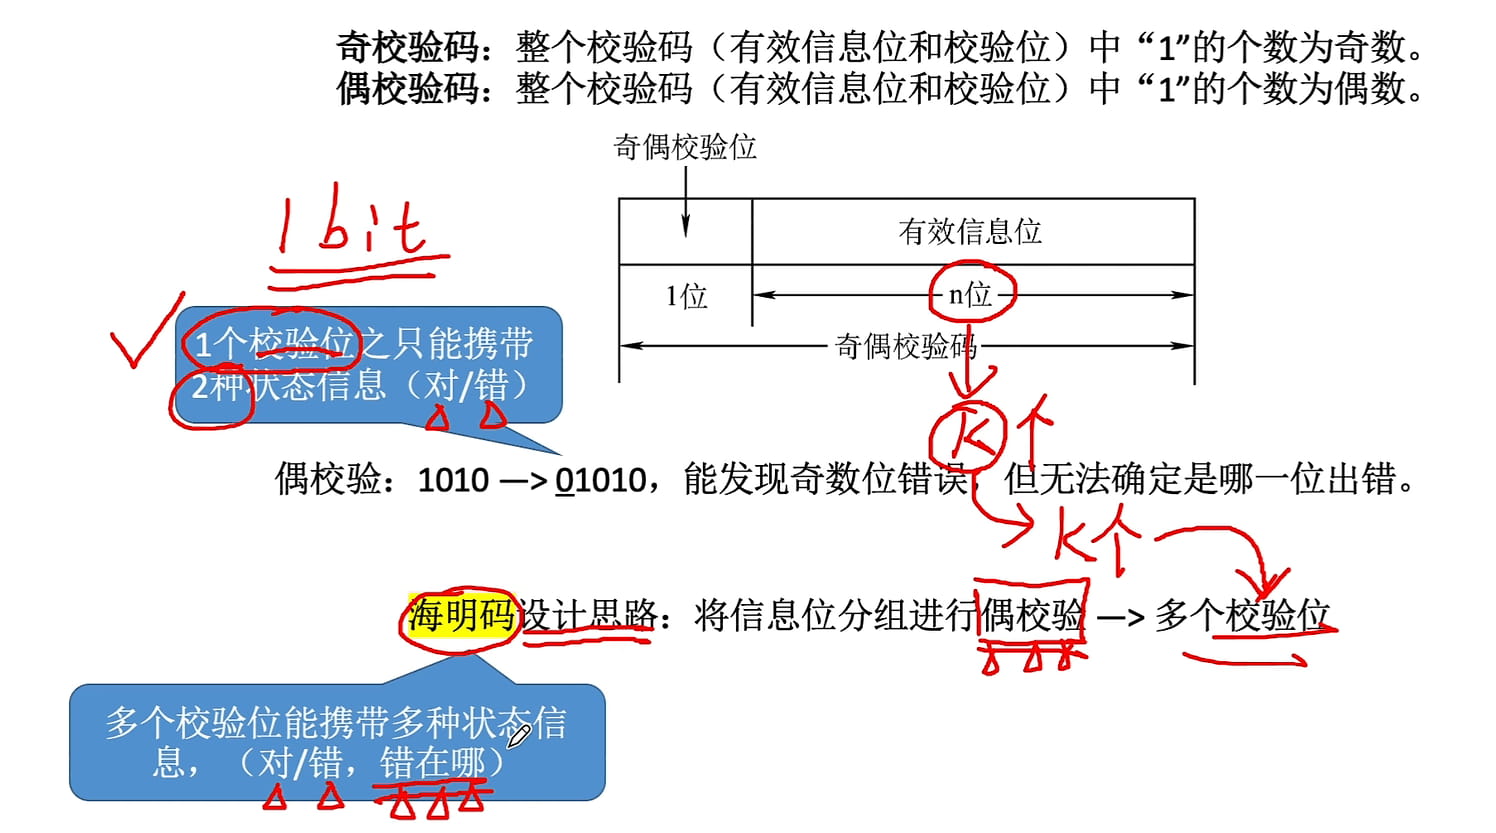 奇校验码：整个校验码（有效信息位和校验位）中“1”的个数为奇数。
偶校验码：整个校验码（有效信息位和校验位）中“1”的个数为偶数。
奇偶校验位
有效信息位
1位
n位
奇偶校验码
1bit
1个校验位之只能携带
2种状态信息（对/错）
K
偶校验：1010 —> 01010，能发现奇数位错误，但无法确定是哪一位出错。
K个
海明码设计思路：将信息位分组进行偶校验 —> 多个校验位
多个校验位能携带多种状态信
息，（对/错，错在哪）